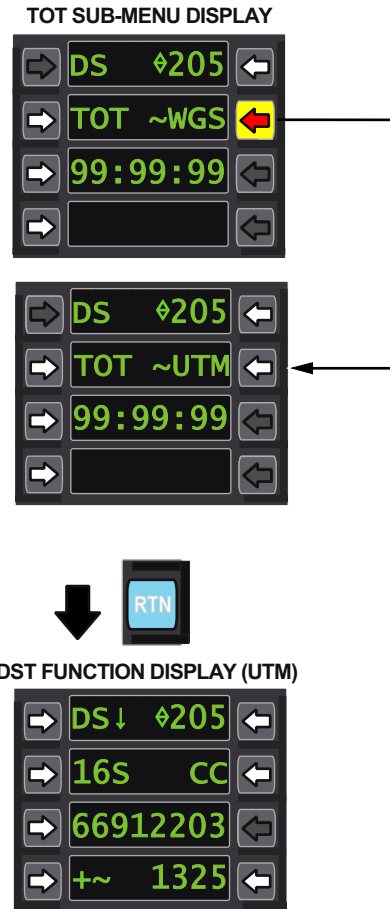 TOT SUB-MENU DISPLAY
DS ⬘205
TOT ~WGS
99:99:99
DS ⬘205
TOT ~UTM
99:99:99
RTN
DST FUNCTION DISPLAY (UTM)
DS↓ ⬘205
16S CC
66912203
+~ 1325